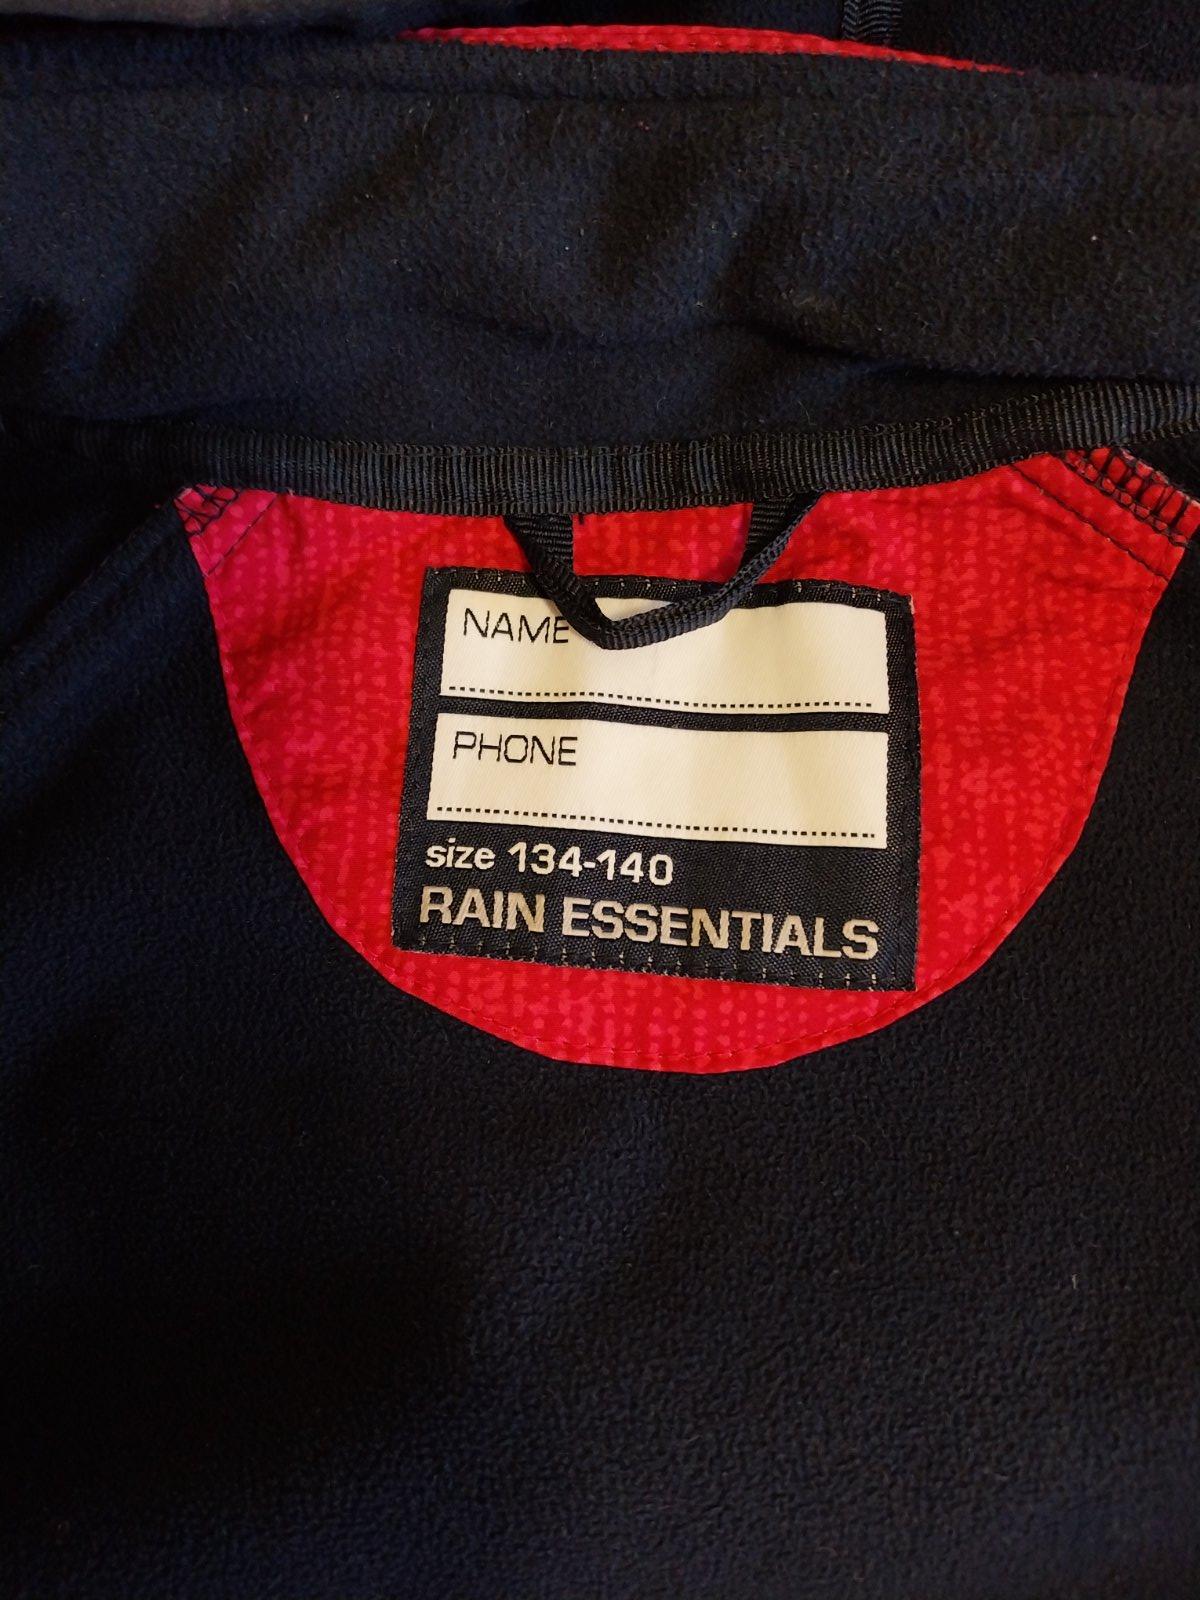 NAME
PHONE
size 134-140
RAIN ESSENTIALS